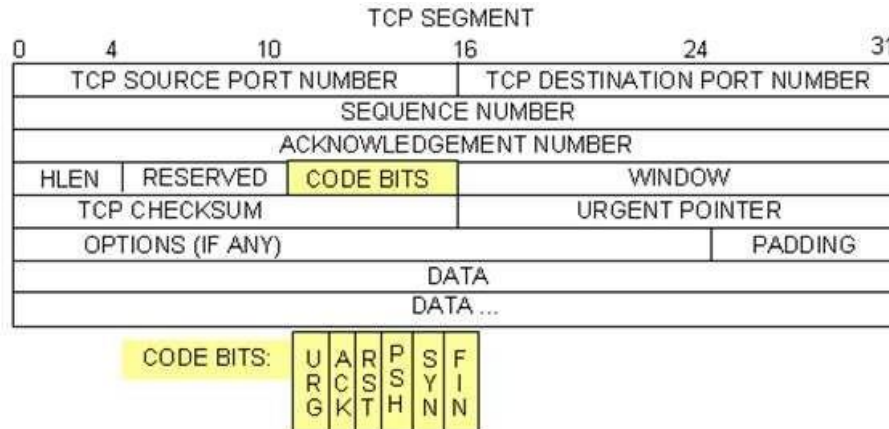 TCP SEGMENT
0 4 10 16 24 31
TCP SOURCE PORT NUMBER TCP DESTINATION PORT NUMBER
SEQUENCE NUMBER
ACKNOWLEDGEMENT NUMBER
HLEN RESERVED CODE BITS WINDOW
TCP CHECKSUM URGENT POINTER
OPTIONS (IF ANY) PADDING
DATA
DATA ...
CODE BITS: URG ACK RST PSH SYN FIN